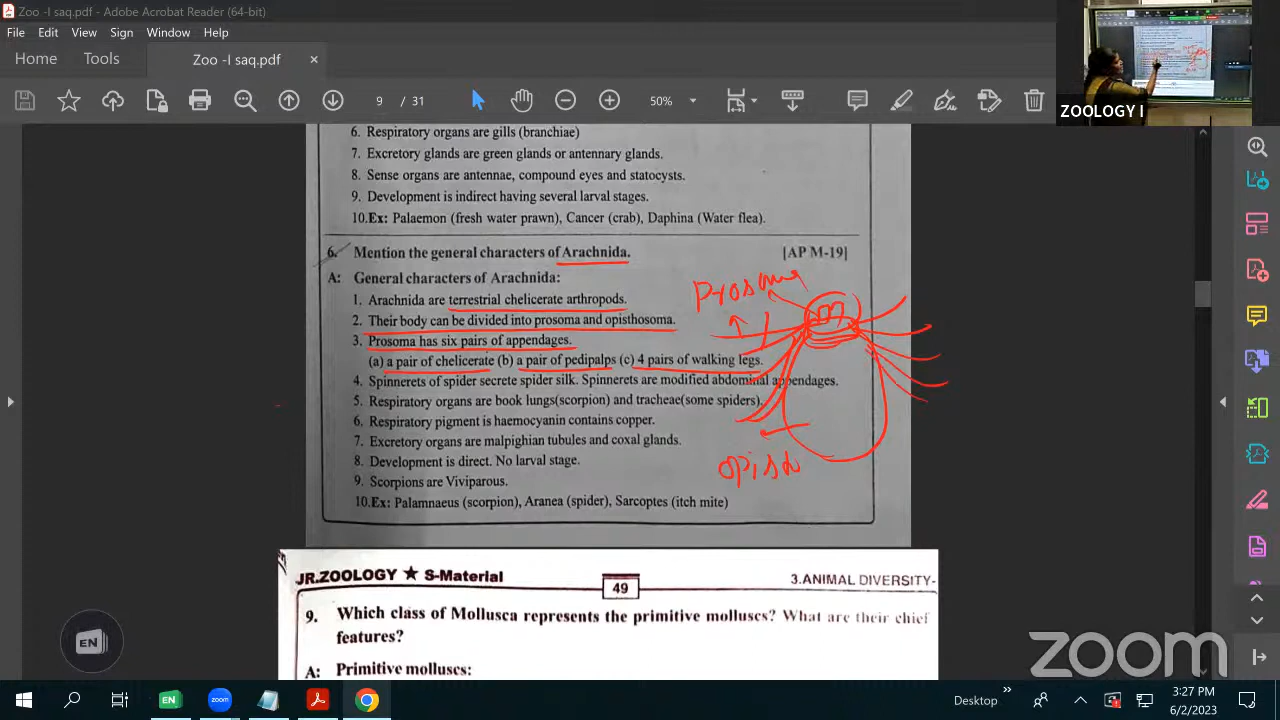 Zoo -I saq.pdf - Adobe Acrobat Reader (64-bit)
File Edit View Sign Window Help
Home Tools Zoo -I saq.pdf ×
9 / 31 50%
ZOOLOGY I
Respiratory organs are gills (branchiae)
7. Excretory glands are green glands or antennary glands.
8. Sense organs are antennae, compound eyes and statocysts.
9. Development is indirect having several larval stages.
10.Ex: Palaemon (fresh water prawn), Cancer (crab), Daphina (Water flea).
6. Mention the general characters of Arachnida. [AP M-19]
A: General characters of Arachnida:
Prosoma
1. Arachnida are terrestrial chelicerate arthropods.
2. Their body can be divided into prosoma and opisthosoma.
3. Prosoma has six pairs of appendages.
(a) a pair of chelicerate (b) a pair of pedipalps (c) 4 pairs of walking legs.
4. Spinnerets of spider secrete spider silk. Spinnerets are modified abdominal appendages.
5. Respiratory organs are book lungs(scorpion) and tracheae(some spiders).
6. Respiratory pigment is haemocyanin contains copper.
7. Excretory organs are malpighian tubules and coxal glands.
8. Development is direct. No larval stage.
9. Scorpions are Viviparous.
10.Ex: Palamnaeus (scorpion), Aranea (spider), Sarcoptes (itch mite)
JR.ZOOLOGY ★ S-Material 49 3.ANIMAL DIVERSITY-
9. Which class of Mollusca represents the primitive molluscs? What are their chief
features?
A: Primitive molluscs:
EN
zoom
EN zoom Desktop » 3:27 PM
6/2/2023